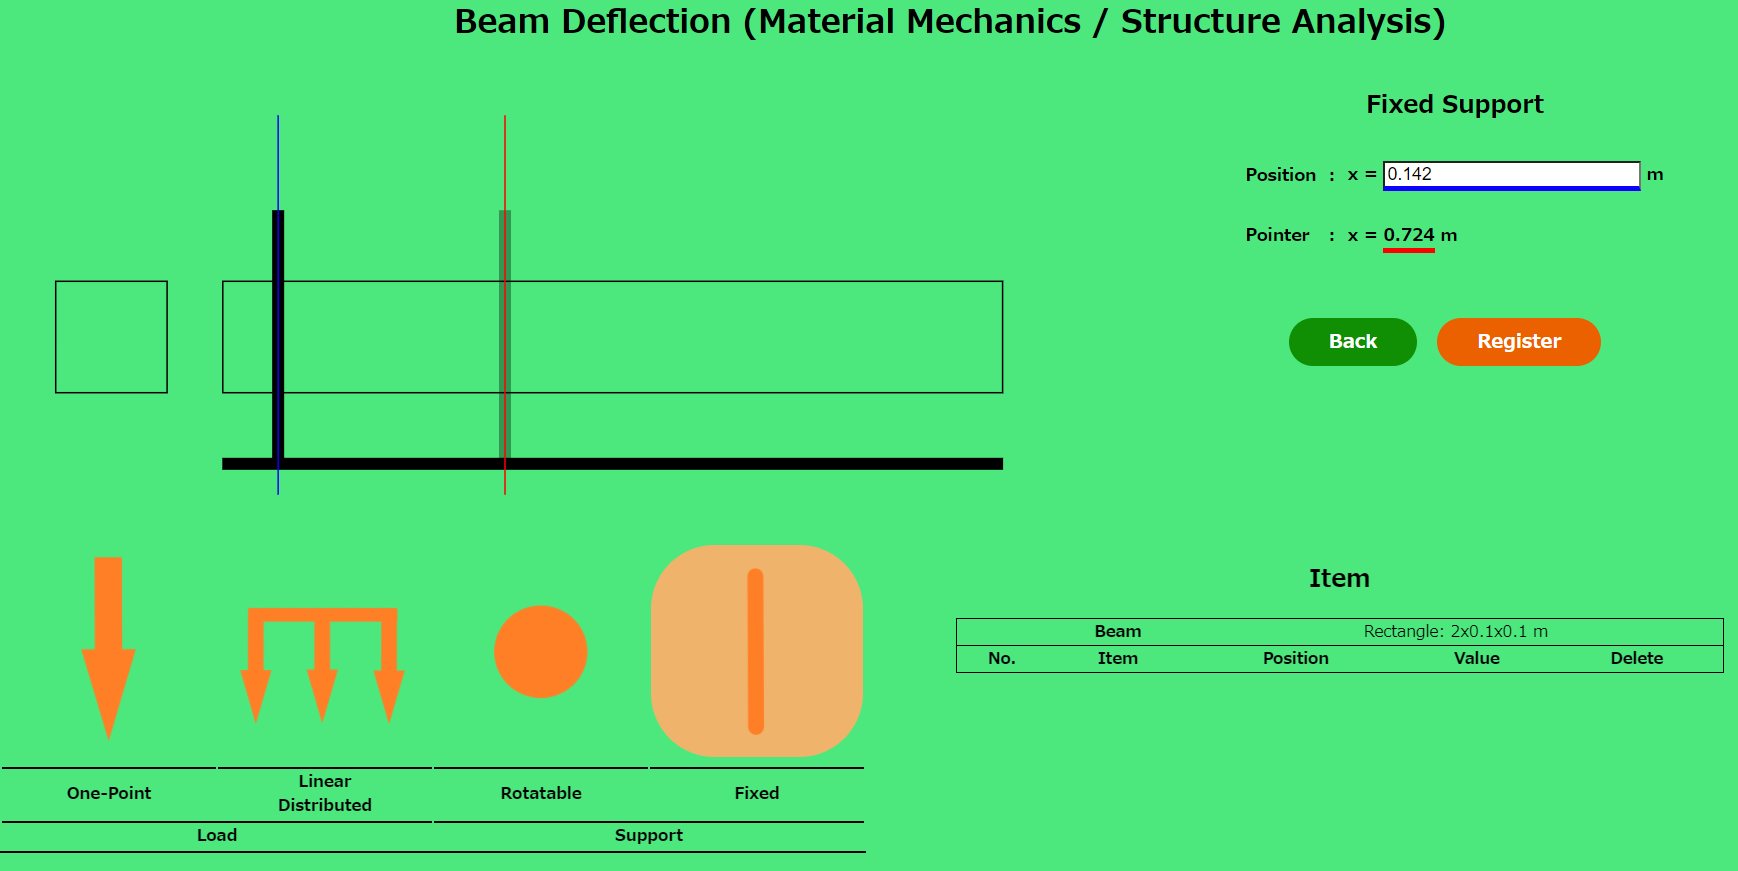 Beam Deflection (Material Mechanics / Structure Analysis)
Fixed Support
Position : x = 0.142 m
Pointer : x = 0.724 m
Back Register
Item
Beam Rectangle: 2x0.1x0.1 m
No. Item Position Value Delete
One-Point
Linear
Distributed
Rotatable
Fixed
Load
Support